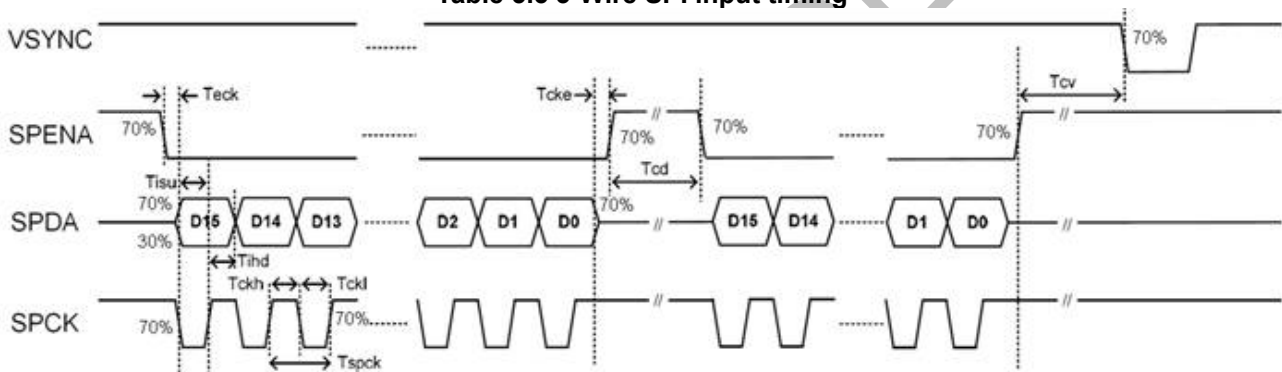 Table 5.3 3-Wire SPI input timing
VSYNC 70%
Teck Tcke Tcv
SPENA 70% 70% 70% 70%
Tcd
Tisu
70% 70%
SPDA D15 D14 D13 D2 D1 D0 // D15 D14 D1 D0 //
30%
Tihd
Tckh Tckl
SPCK 70% 70% // //
Tspck